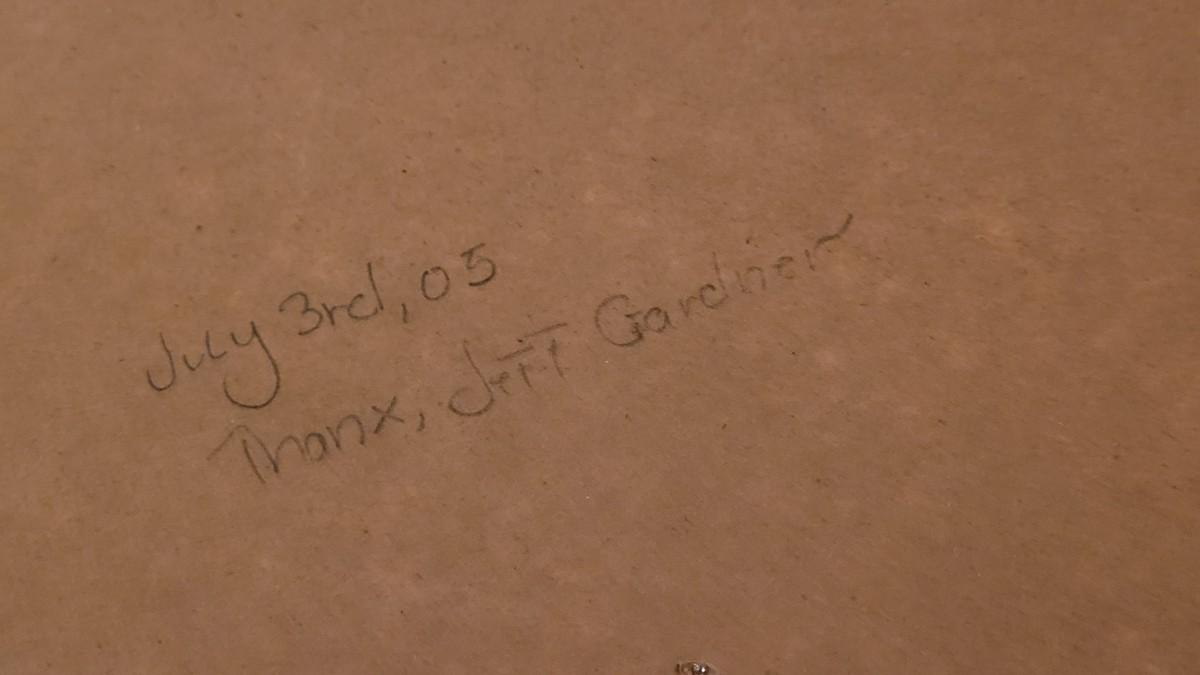 July 3rd, 05
Thanx, Jeff Gardner